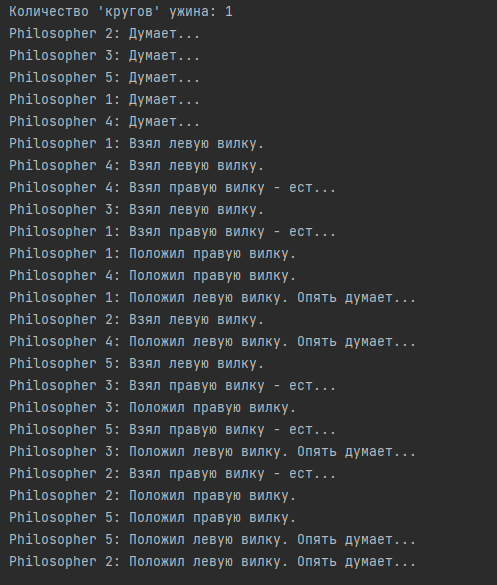 Количество 'кругов' ужина: 1
Philosopher 2: Думает...
Philosopher 3: Думает...
Philosopher 5: Думает...
Philosopher 1: Думает...
Philosopher 4: Думает...
Philosopher 1: Взял левую вилку.
Philosopher 4: Взял левую вилку.
Philosopher 4: Взял правую вилку - ест...
Philosopher 3: Взял левую вилку.
Philosopher 1: Взял правую вилку - ест...
Philosopher 1: Положил правую вилку.
Philosopher 4: Положил правую вилку.
Philosopher 1: Положил левую вилку. Опять думает...
Philosopher 2: Взял левую вилку.
Philosopher 4: Положил левую вилку. Опять думает...
Philosopher 5: Взял левую вилку.
Philosopher 3: Взял правую вилку - ест...
Philosopher 3: Положил правую вилку.
Philosopher 5: Взял правую вилку - ест...
Philosopher 3: Положил левую вилку. Опять думает...
Philosopher 2: Взял правую вилку - ест...
Philosopher 2: Положил правую вилку.
Philosopher 5: Положил правую вилку.
Philosopher 5: Положил левую вилку. Опять думает...
Philosopher 2: Положил левую вилку. Опять думает...